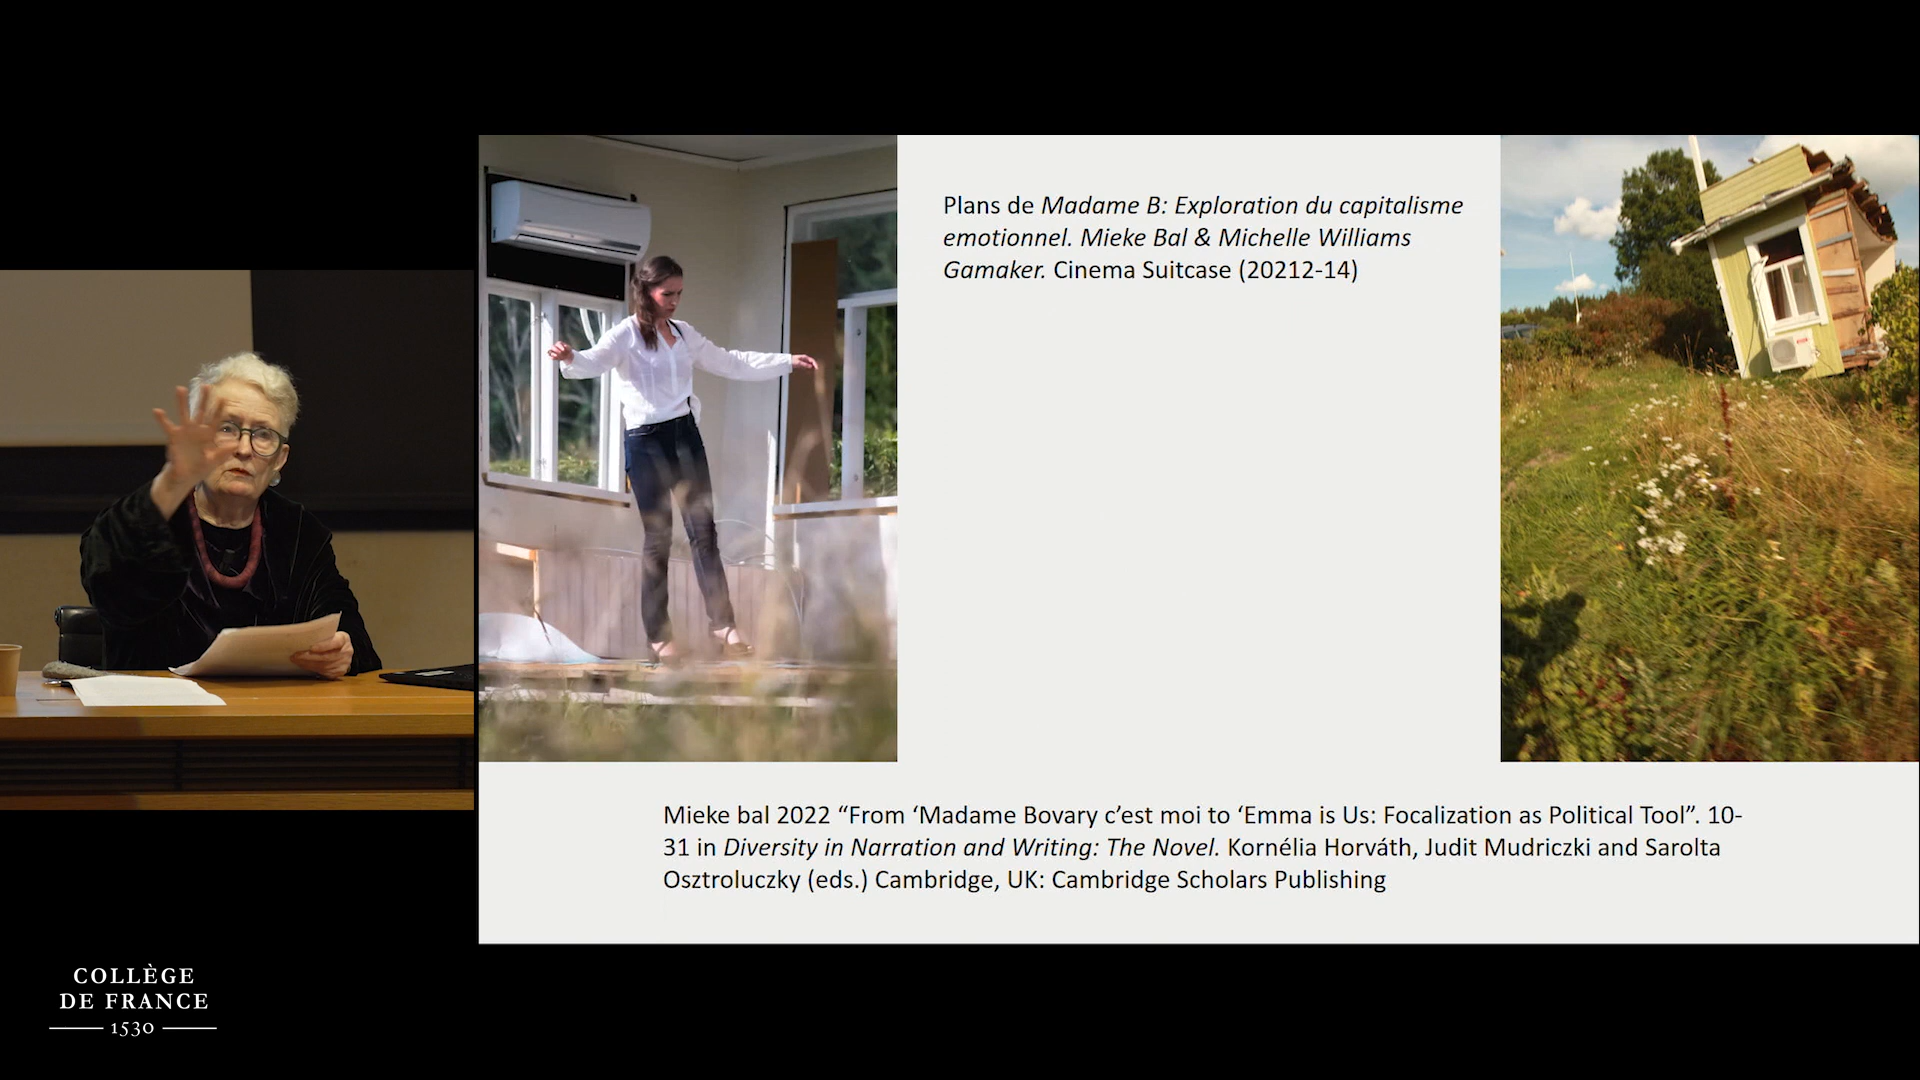 Plans de Madame B: Exploration du capitalisme
emotionnel. Mieke Bal & Michelle Williams
Gamaker. Cinema Suitcase (20212-14)
Mieke bal 2022 “From ‘Madame Bovary c’est moi to ‘Emma is Us: Focalization as Political Tool”. 10-
31 in Diversity in Narration and Writing: The Novel. Kornélia Horváth, Judit Mudriczki and Sarolta
Osztroluczky (eds.) Cambridge, UK: Cambridge Scholars Publishing
COLLÈGE
DE FRANCE
1530